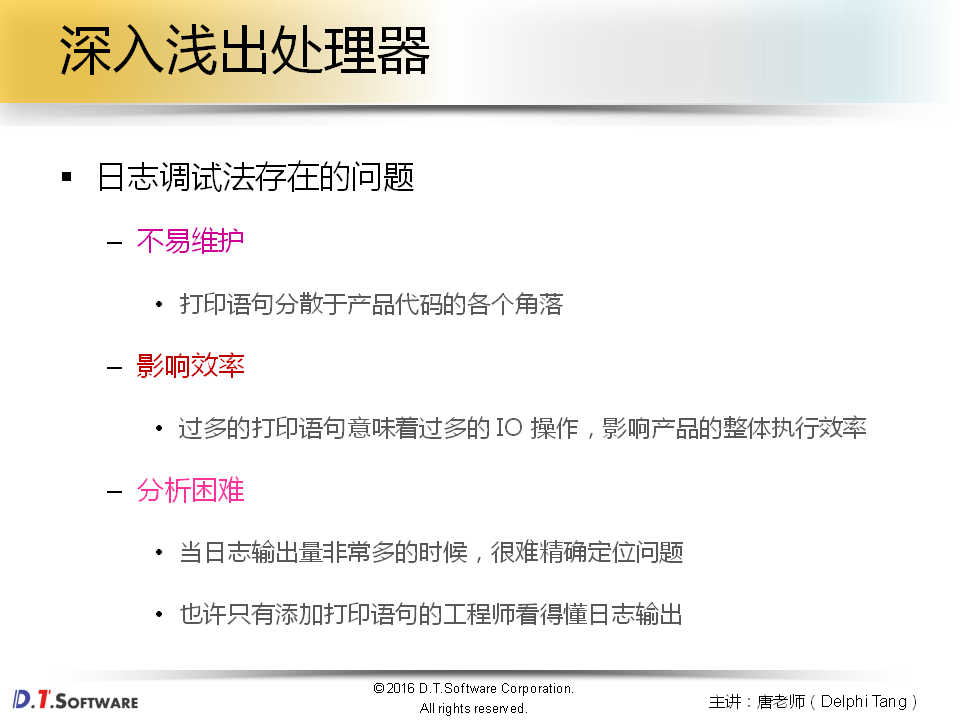 深入浅出处理器
▪ 日志调试法存在的问题
– 不易维护
• 打印语句分散于产品代码的各个角落
– 影响效率
• 过多的打印语句意味着过多的 IO 操作，影响产品的整体执行效率
– 分析困难
• 当日志输出量非常多的时候，很难精确定位问题
• 也许只有添加打印语句的工程师看得懂日志输出
D.T.SOFTWARE
©2016 D.T.Software Corporation.
All rights reserved.
主讲：唐老师（Delphi Tang）